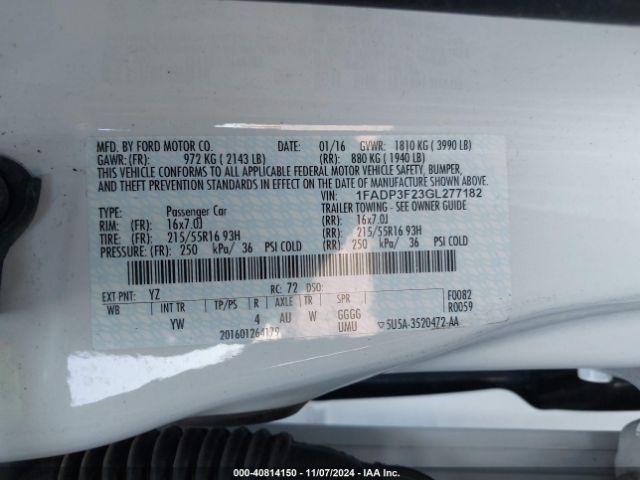 MFD. BY FORD MOTOR CO. DATE: 01/16 GVWR: 1810 KG ( 3990 LB)
GAWR: (FR): 972 KG ( 2143 LB) (RR): 880 KG ( 1940 LB)
THIS VEHICLE CONFORMS TO ALL APPLICABLE FEDERAL MOTOR VEHICLE SAFETY, BUMPER,
AND THEFT PREVENTION STANDARDS IN EFFECT ON THE DATE OF MANUFACTURE SHOWN ABOVE.
VIN: 1FADP3F23GL277182
TYPE: Passenger Car TRAILER TOWING - SEE OWNER GUIDE
RIM: (FR): 16x7.0J (RR): 16x7.0J
TIRE: (FR): 215/55R16 93H (RR): 215/55R16 93H
PRESSURE: (FR): 250 kPa/ 36 PSI COLD (RR): 250 kPa/ 36 PSI COLD
EXT PNT: YZ RC: 72 DSO: F0082
WB INT TR TP/PS R AXLE TR SPR R0059
YW 4 AU W GGGG
201601264179 UMU 5U5A-3520472-AA
000-40814150 — 11/07/2024 — IAA Inc.